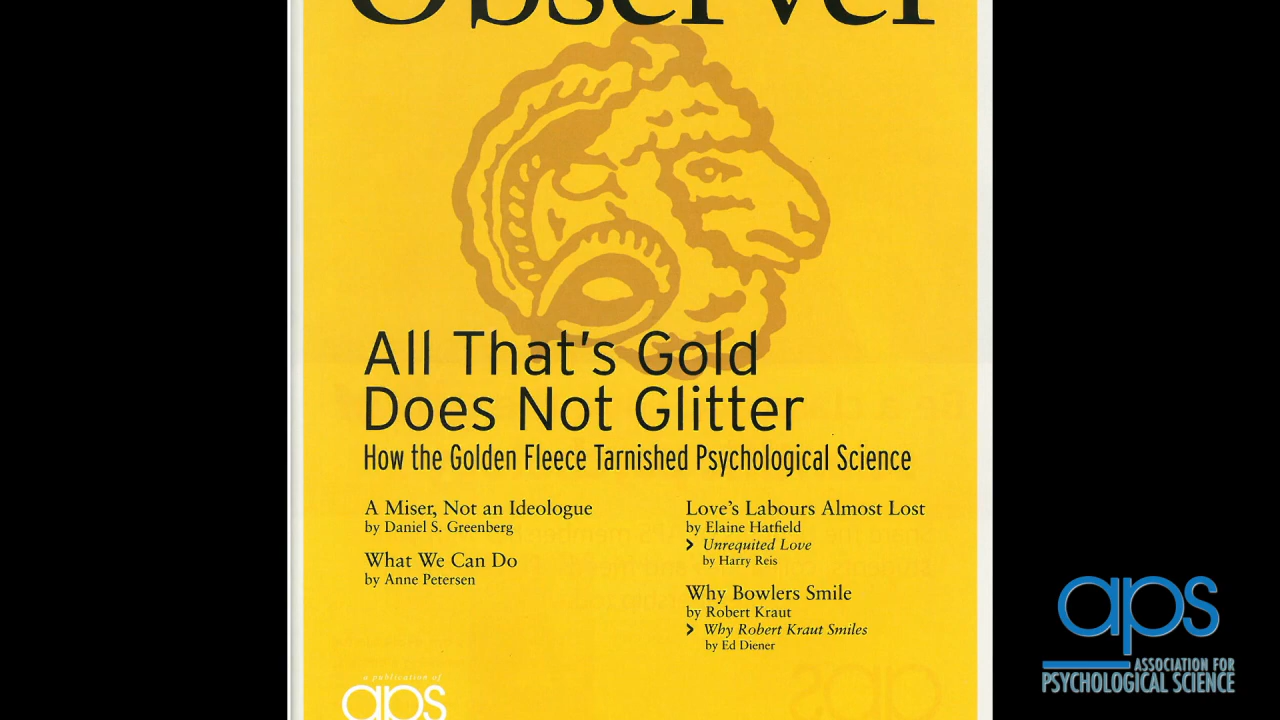 Observer
All That's Gold
Does Not Glitter
How the Golden Fleece Tarnished Psychological Science
A Miser, Not an Ideologue
by Daniel S. Greenberg
What We Can Do
by Anne Petersen
Love's Labours Almost Lost
by Elaine Hatfield
Unrequited Love
by Harry Reis
Why Bowlers Smile
by Robert Kraut
Why Robert Kraut Smiles
by Ed Diener
a publication of
aps
aps
ASSOCIATION FOR
PSYCHOLOGICAL SCIENCE